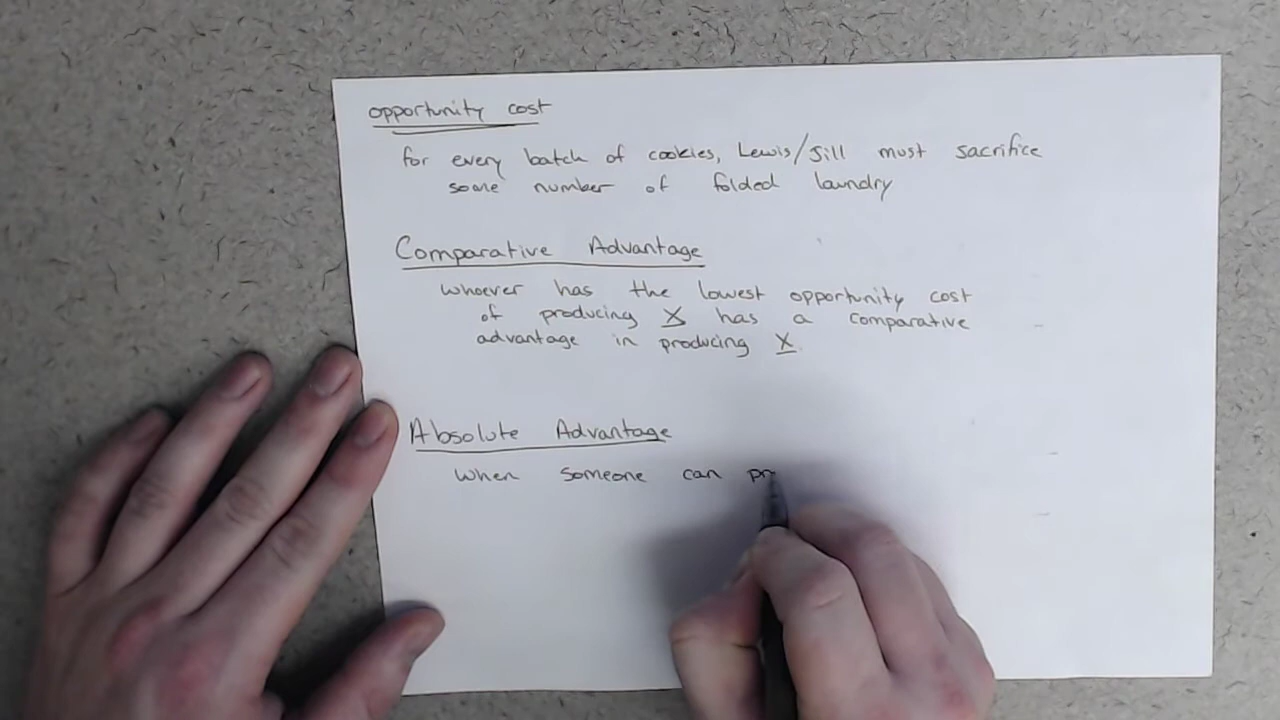 opportunity cost
for every batch of cookies, Lewis/Jill must sacrifice
some number of folded laundry
Comparative Advantage
whoever has the lowest opportunity cost
of producing X has a comparative
advantage in producing X.
Absolute Advantage
when someone can pr